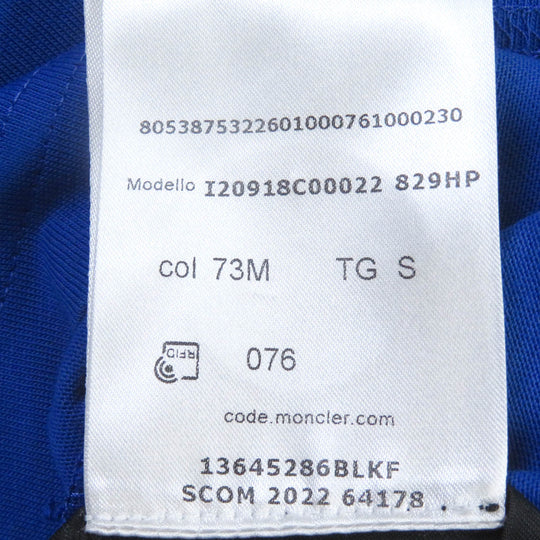 8053875322601000761000230
Modello I20918C00022 829HP
col 73M TG S
RFID 076
code.moncler.com
13645286BLKF
SCOM 2022 64178